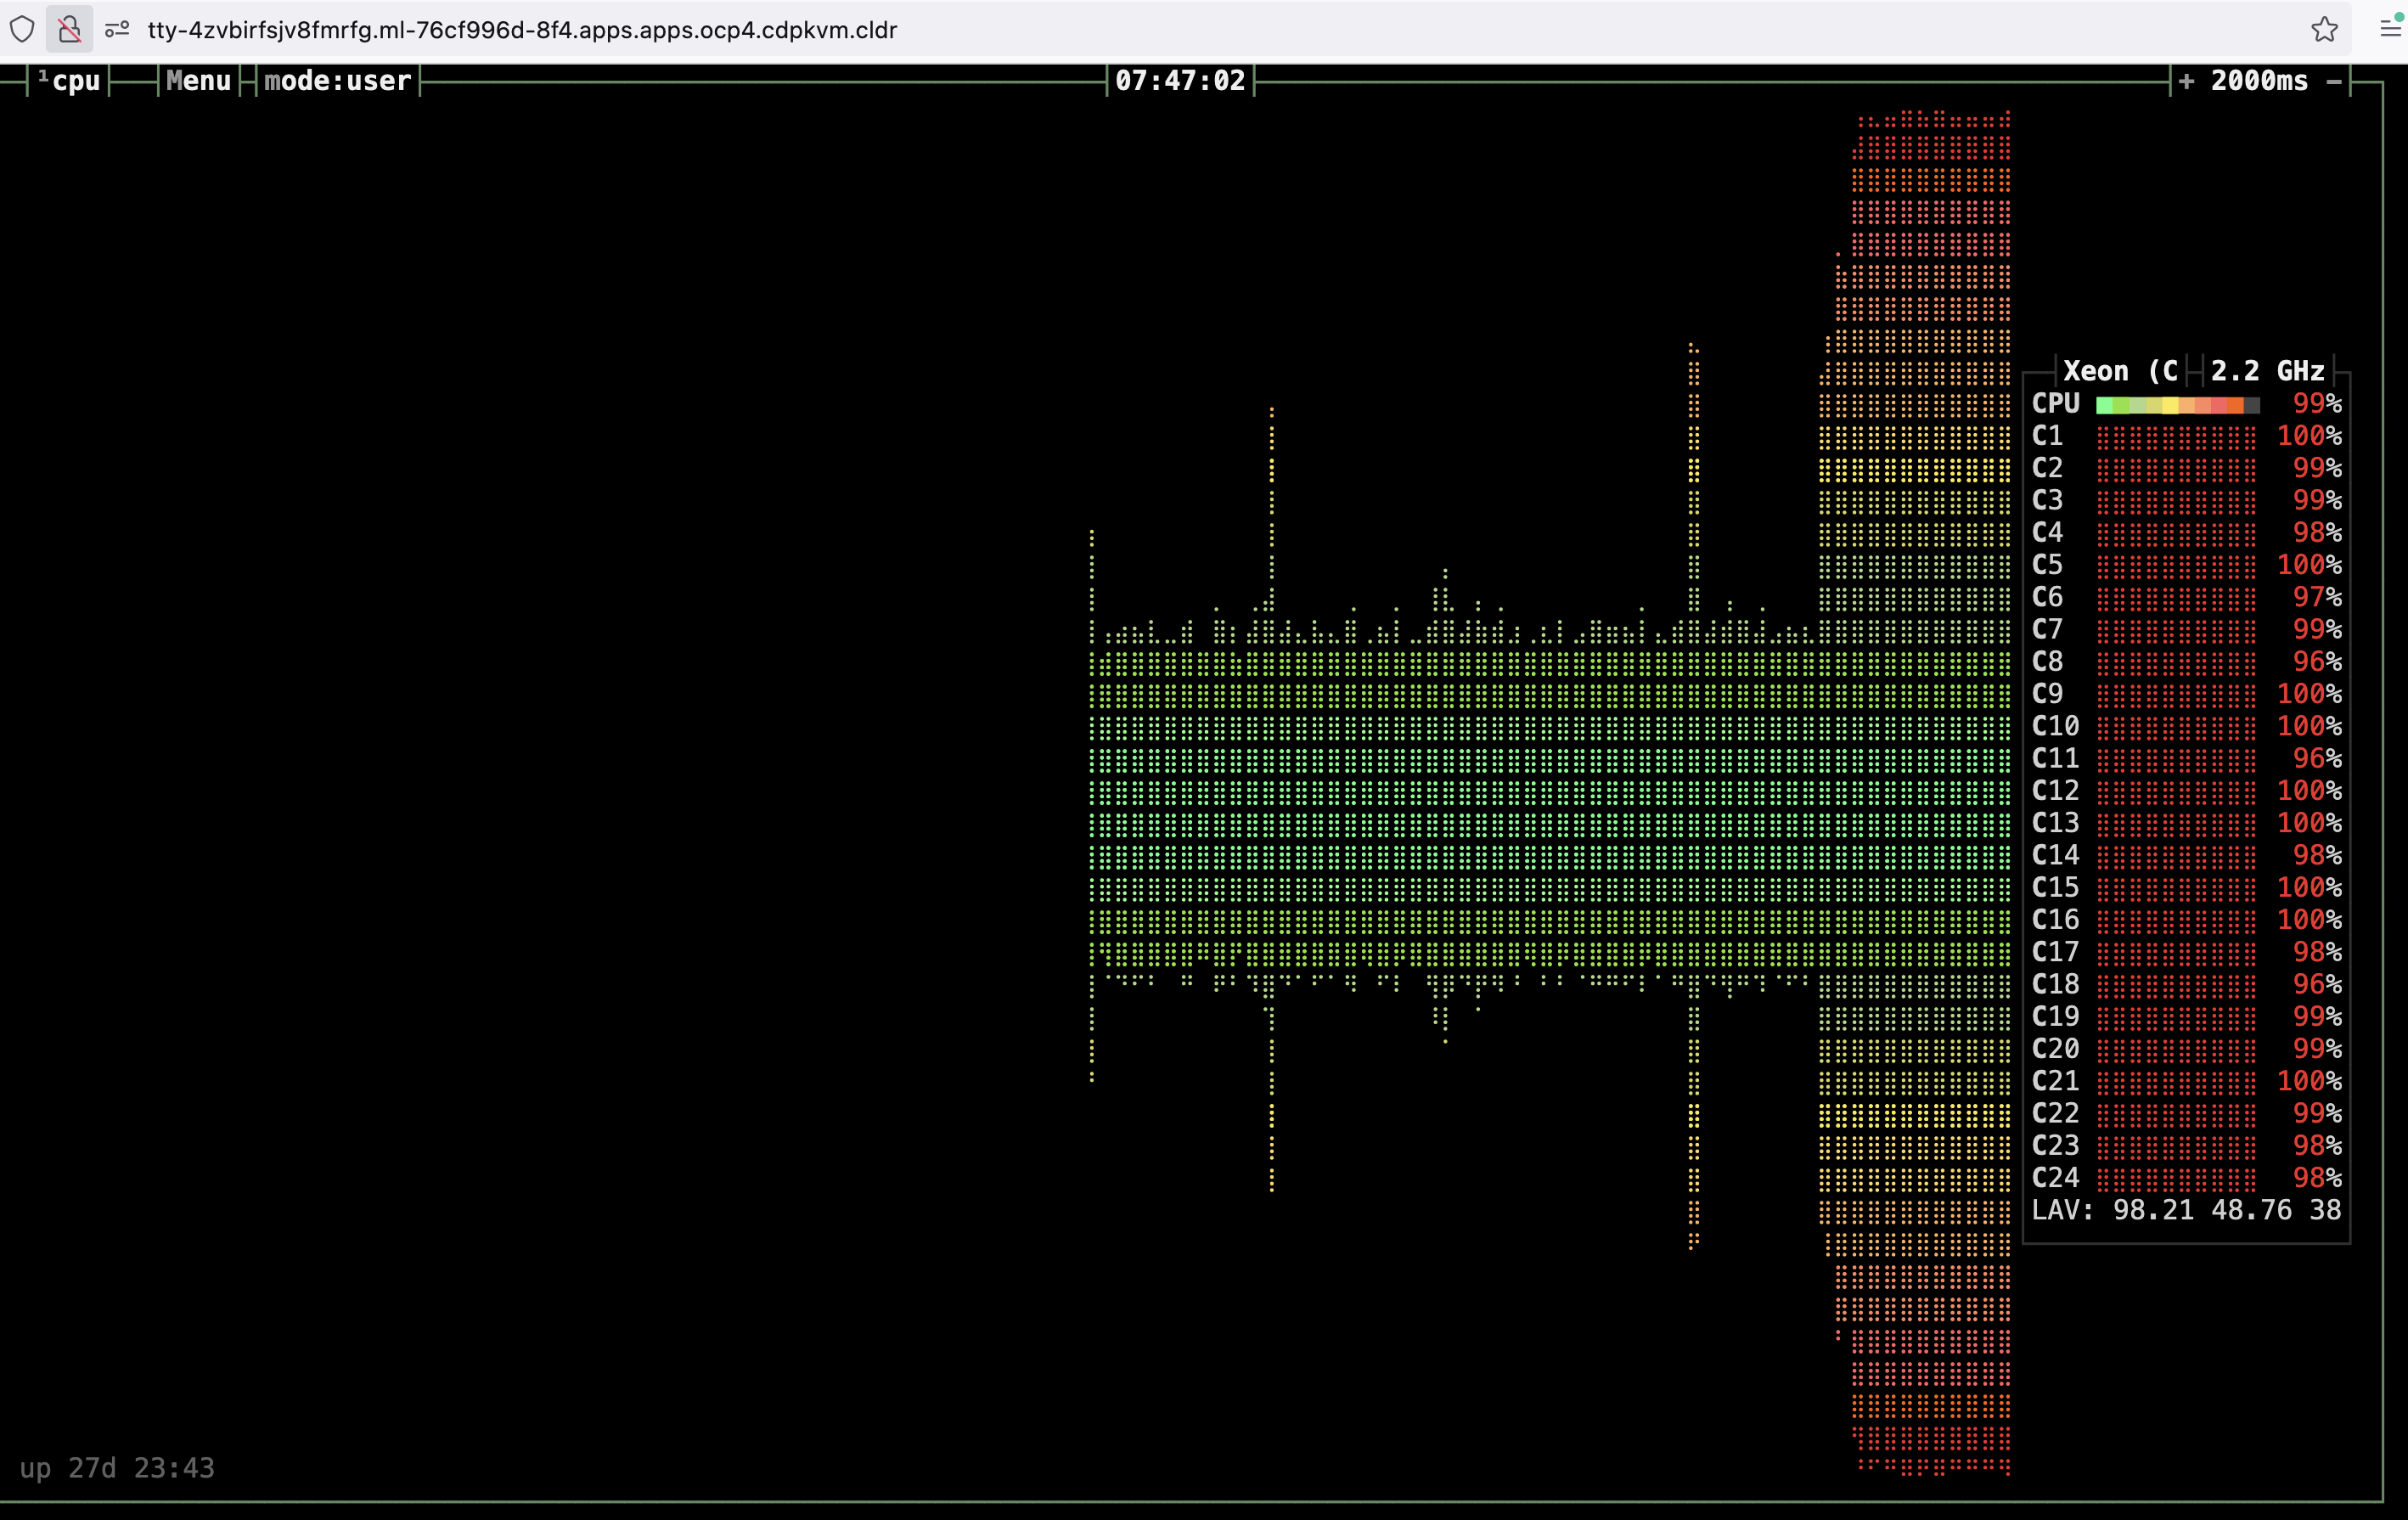 tty-4zvbirfsjv8fmrfg.ml-76cf996d-8f4.apps.apps.ocp4.cdpkvm.cldr
¹cpu Menu mode:user 07:47:02 + 2000ms −
Xeon (C 2.2 GHz
CPU 99%
C1 100%
C2 99%
C3 99%
C4 98%
C5 100%
C6 97%
C7 99%
C8 96%
C9 100%
C10 100%
C11 96%
C12 100%
C13 100%
C14 98%
C15 100%
C16 100%
C17 98%
C18 96%
C19 99%
C20 99%
C21 100%
C22 99%
C23 98%
C24 98%
LAV: 98.21 48.76 38
up 27d 23:43